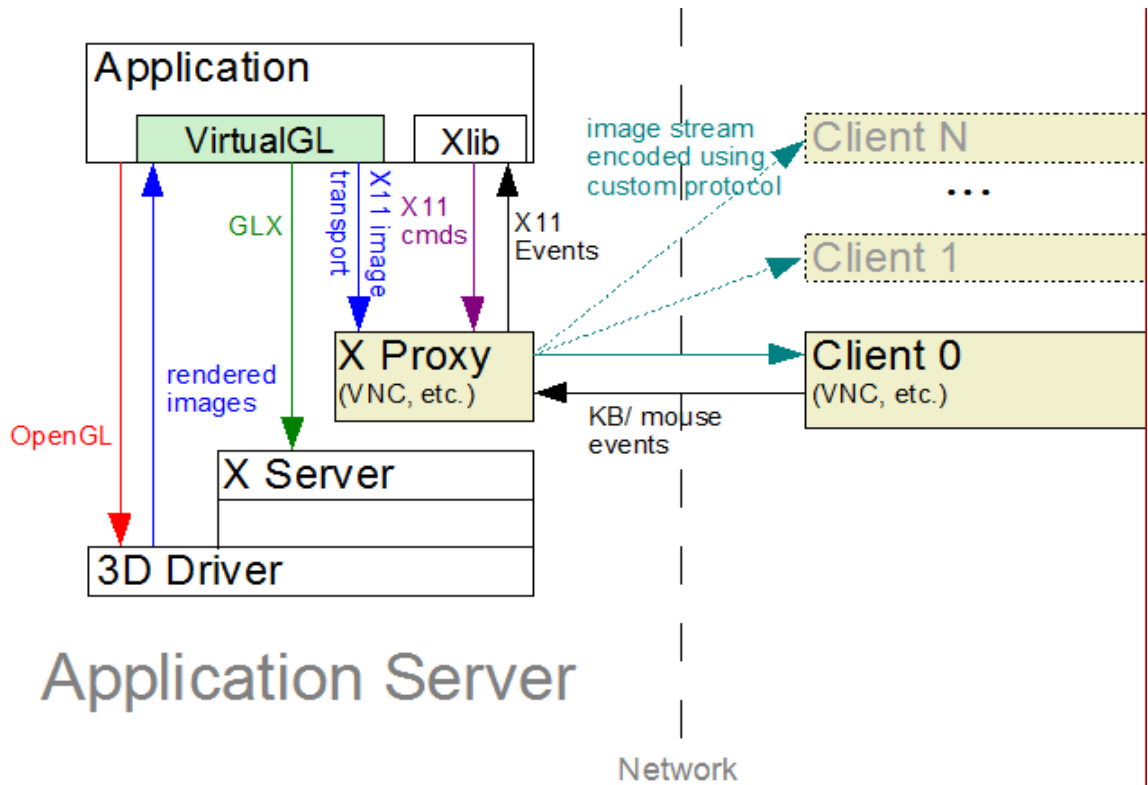 Application
VirtualGL
Xlib
image stream
encoded using
custom protocol
Client N
...
GLX
X11 image
transport
X11
cmds
X11
Events
Client 1
X Proxy
(VNC, etc.)
Client 0
(VNC, etc.)
rendered
images
KB/ mouse
events
OpenGL
X Server
3D Driver
Application Server
Network